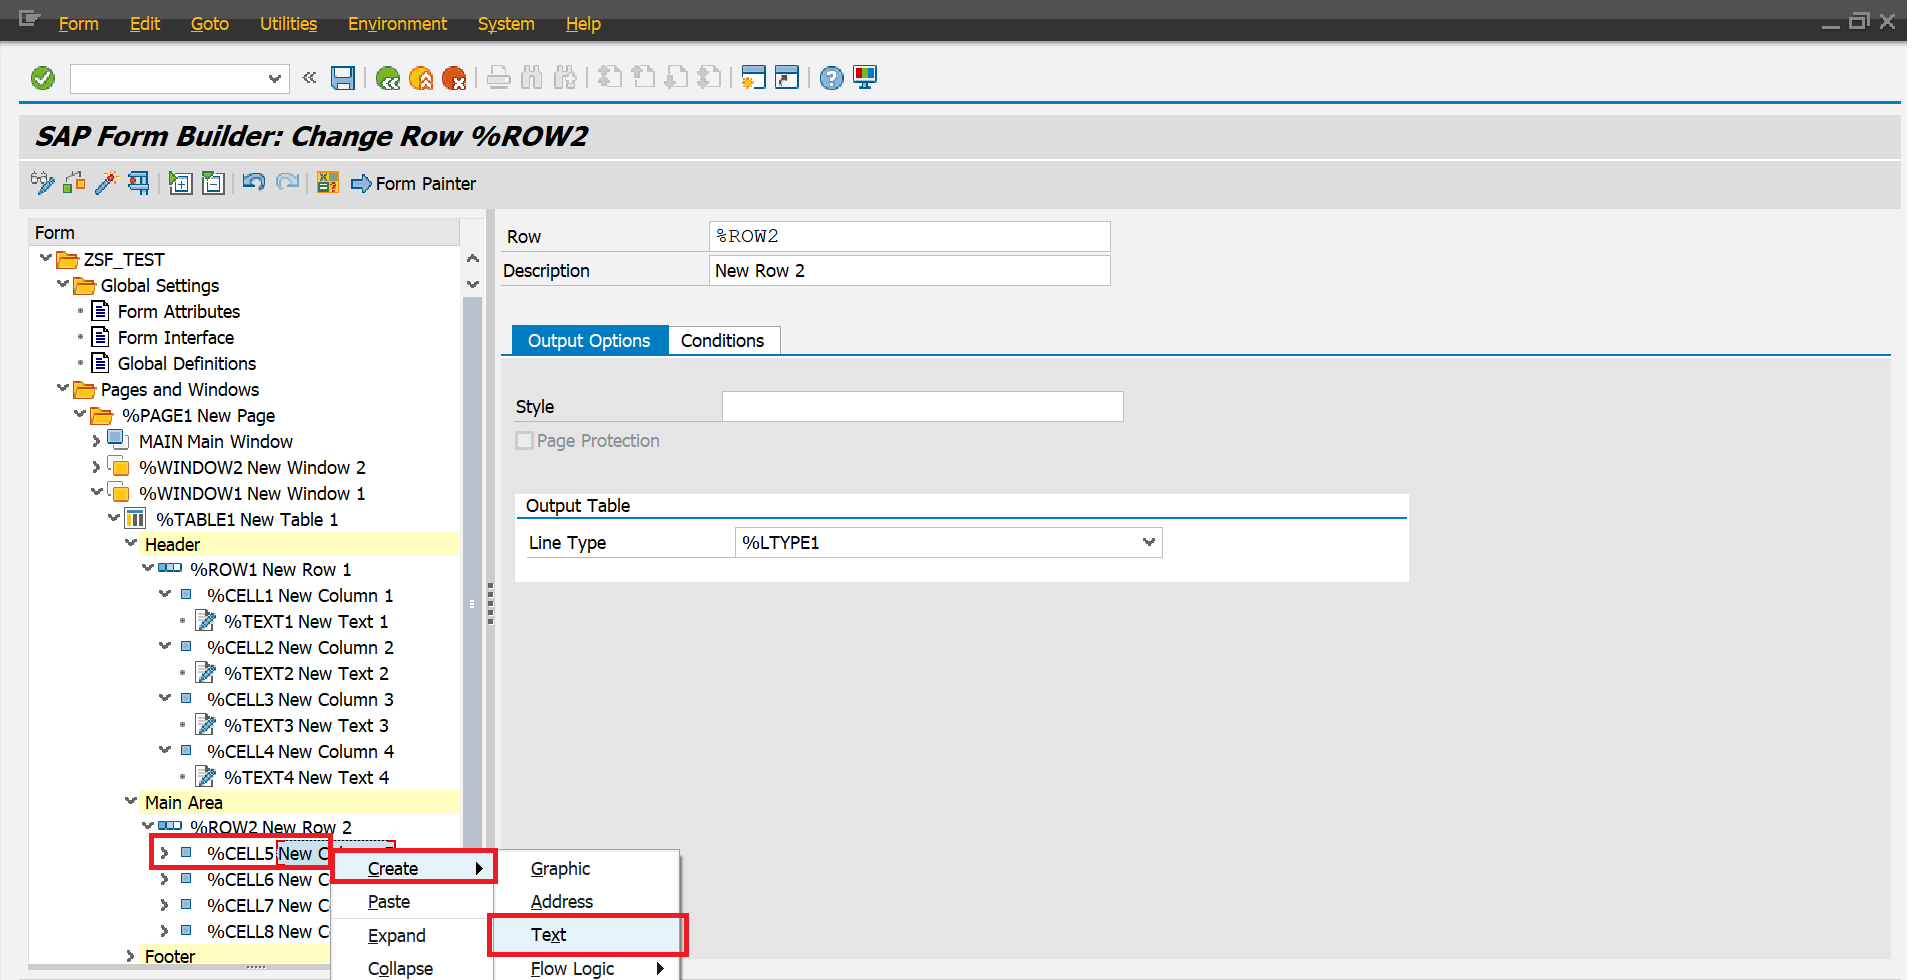 Form Edit Goto Utilities Environment System Help
SAP Form Builder: Change Row %ROW2
Form Painter
Form
ZSF_TEST
Global Settings
Form Attributes
Form Interface
Global Definitions
Pages and Windows
%PAGE1 New Page
MAIN Main Window
%WINDOW2 New Window 2
%WINDOW1 New Window 1
%TABLE1 New Table 1
Header
%ROW1 New Row 1
%CELL1 New Column 1
%TEXT1 New Text 1
%CELL2 New Column 2
%TEXT2 New Text 2
%CELL3 New Column 3
%TEXT3 New Text 3
%CELL4 New Column 4
%TEXT4 New Text 4
Main Area
%ROW2 New Row 2
%CELL5 New
%CELL6 New
%CELL7 New
%CELL8 New
Footer
Create
Paste
Expand
Collapse
Graphic
Address
Text
Flow Logic
Row %ROW2
Description New Row 2
Output Options Conditions
Style
Page Protection
Output Table
Line Type %LTYPE1